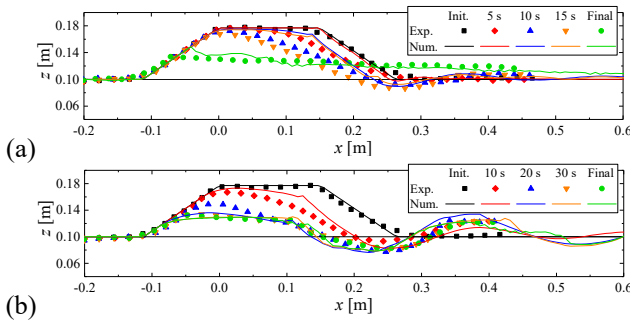 Init. 5 s 10 s 15 s Final
Exp.
Num.
z [m]
0.18
0.14
0.10
0.06
-0.2 -0.1 0.0 0.1 0.2 0.3 0.4 0.5 0.6
x [m]
(a)
Init. 10 s 20 s 30 s Final
Exp.
Num.
z [m]
0.18
0.14
0.10
0.06
-0.2 -0.1 0.0 0.1 0.2 0.3 0.4 0.5 0.6
x [m]
(b)